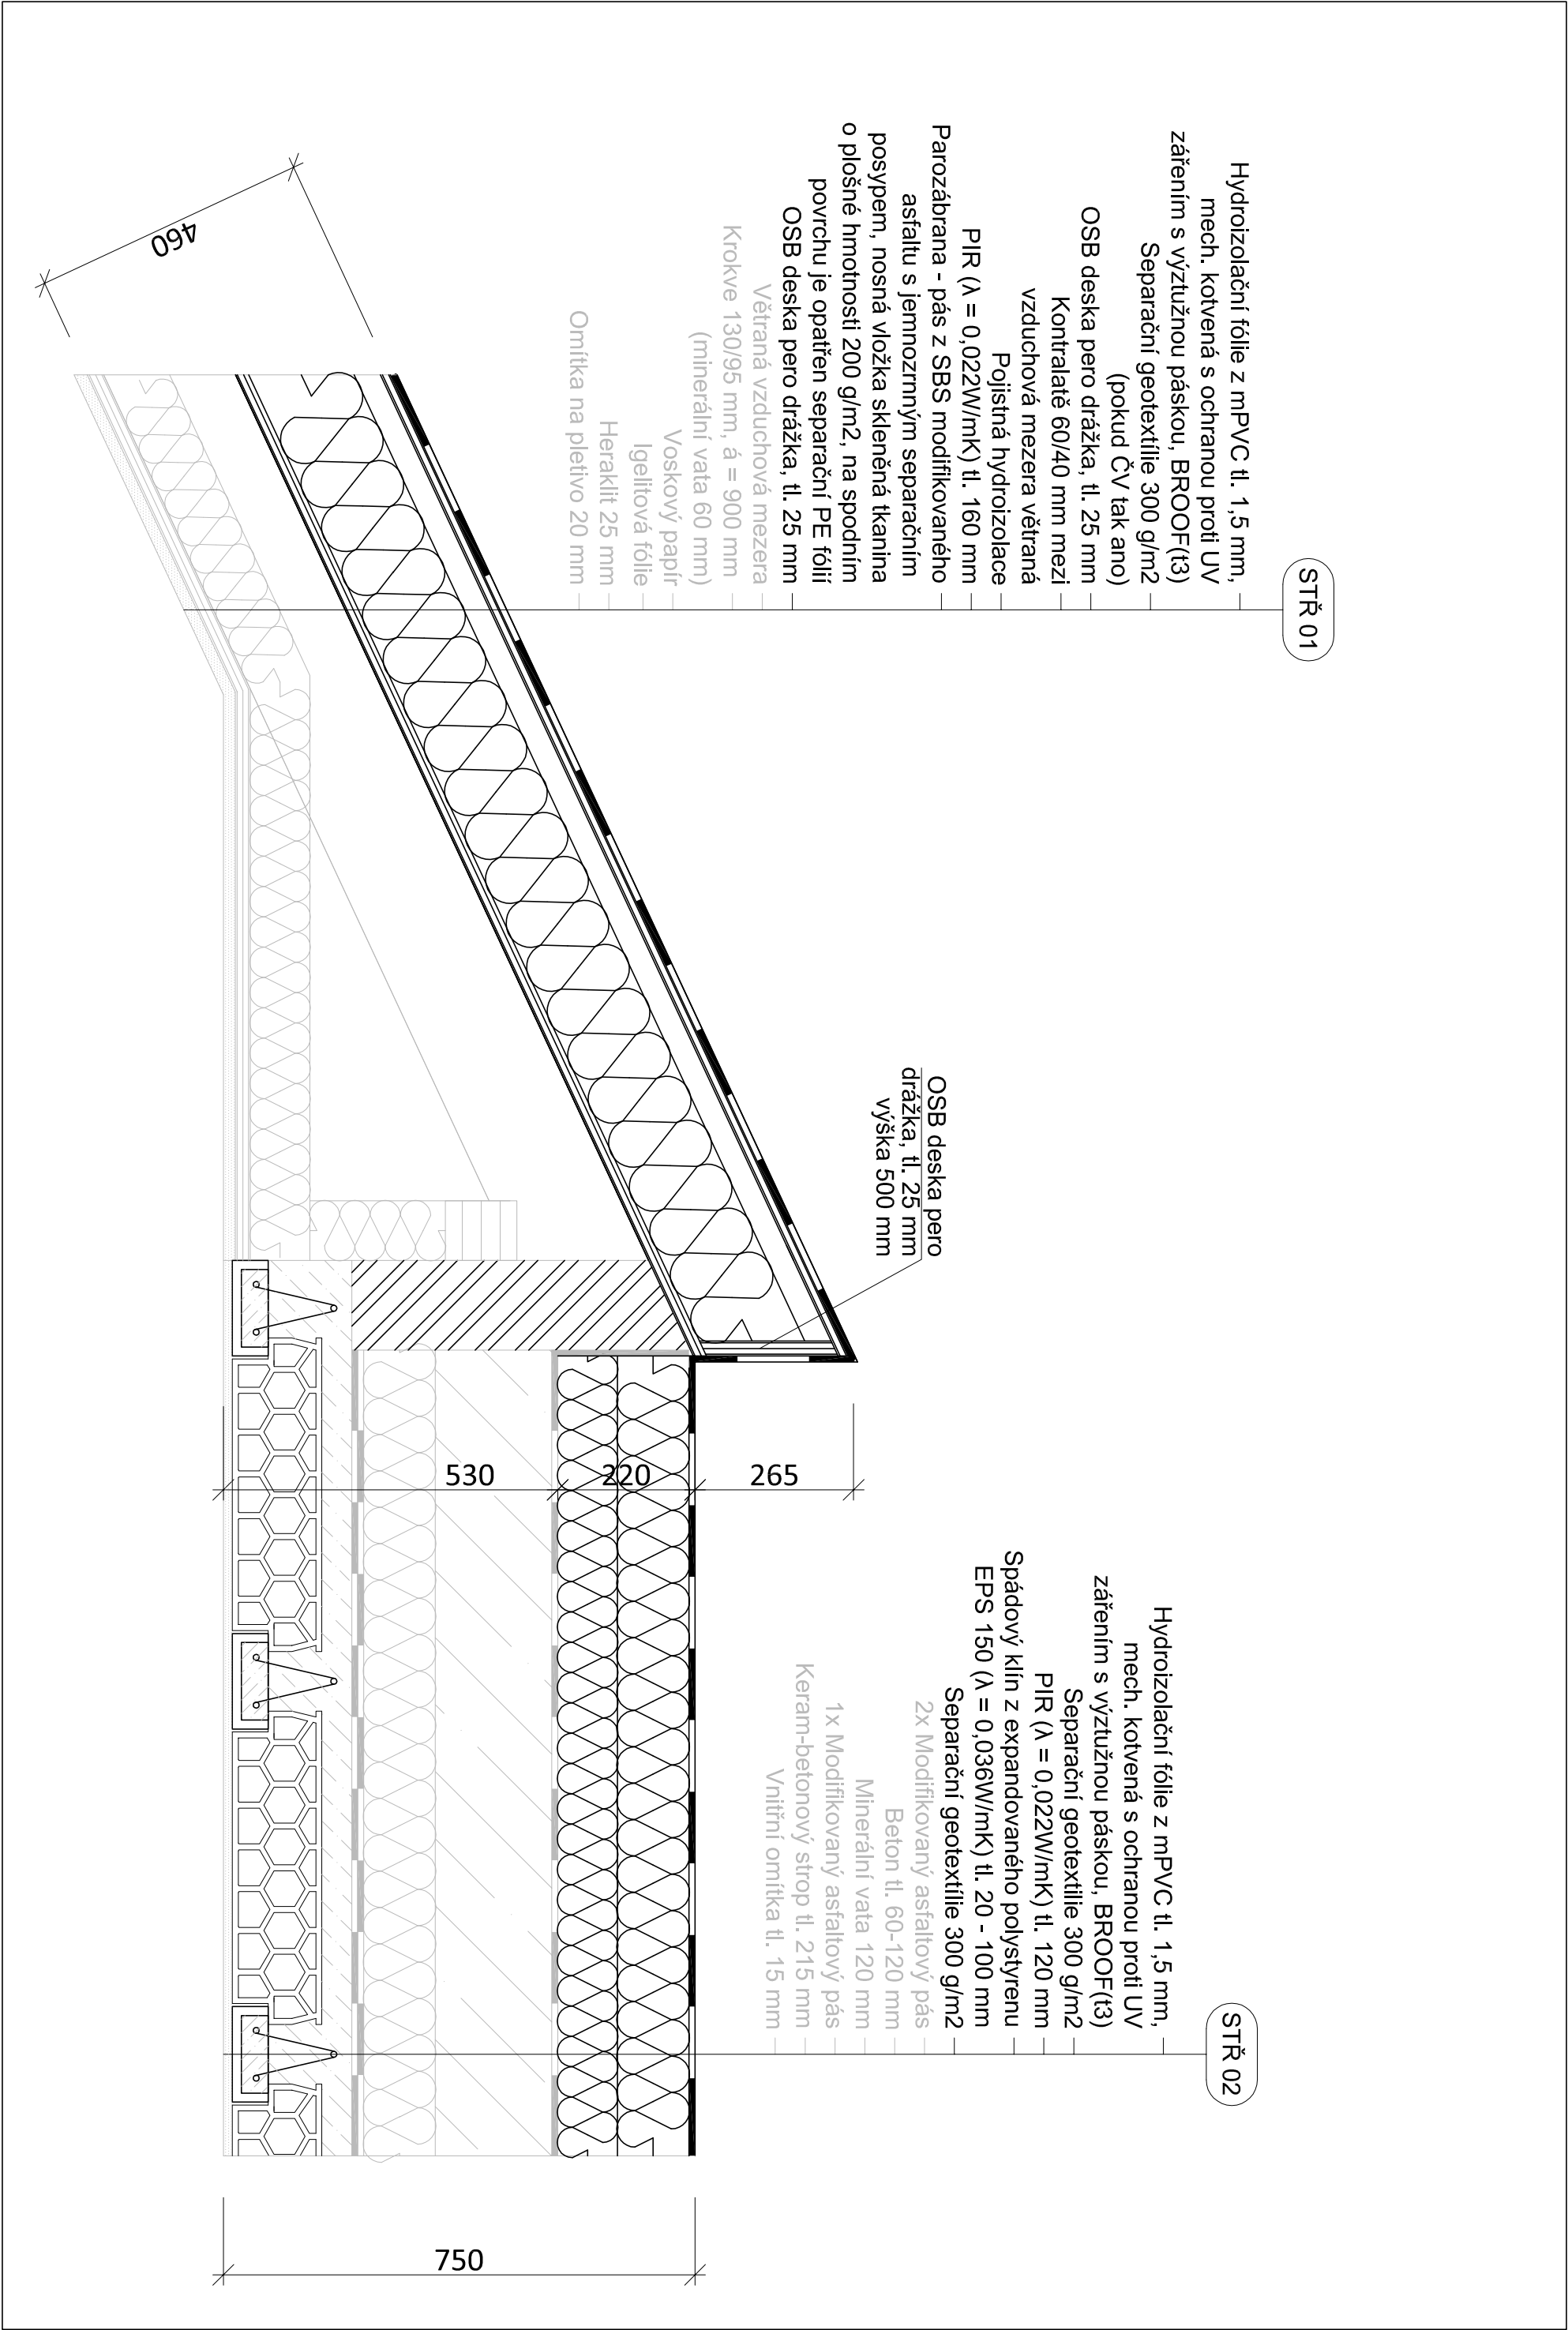 STŘ 01
Hydroizolační fólie z mPVC tl. 1,5 mm,
mech. kotvená s ochranou proti UV
zářením s výztužnou páskou, BROOF(t3)
Separační geotextílie 300 g/m2
(pokud ČV tak ano)
OSB deska pero drážka, tl. 25 mm
Kontralatě 60/40 mm mezi
vzduchová mezera větraná
Pojistná hydroizolace
PIR (λ = 0,022W/mK) tl. 160 mm
Parozábrana - pás z SBS modifikovaného
asfaltu s jemnozrnným separačním
posypem, nosná vložka skleněná tkanina
o plošné hmotnosti 200 g/m2, na spodním
povrchu je opatřen separační PE fólií
OSB deska pero drážka, tl. 25 mm
Větraná vzduchová mezera
Krokve 130/95 mm, á = 900 mm
(minerální vata 60 mm)
Voskový papír
Igelitová fólie
Heraklit 25 mm
Omítka na pletivo 20 mm
460
OSB deska pero
drážka, tl. 25 mm
výška 500 mm
265
220
530
STŘ 02
Hydroizolační fólie z mPVC tl. 1,5 mm,
mech. kotvená s ochranou proti UV
zářením s výztužnou páskou, BROOF(t3)
Separační geotextilie 300 g/m2
PIR (λ = 0,022W/mK) tl. 120 mm
Spádový klín z expandovaného polystyrenu
EPS 150 (λ = 0,036W/mK) tl. 20 - 100 mm
Separační geotextílie 300 g/m2
2x Modifikovaný asfaltový pás
Beton tl. 60-120 mm
Minerální vata 120 mm
1x Modifikovaný asfaltový pás
Keram-betonový strop tl. 215 mm
Vnitřní omítka tl. 15 mm
750